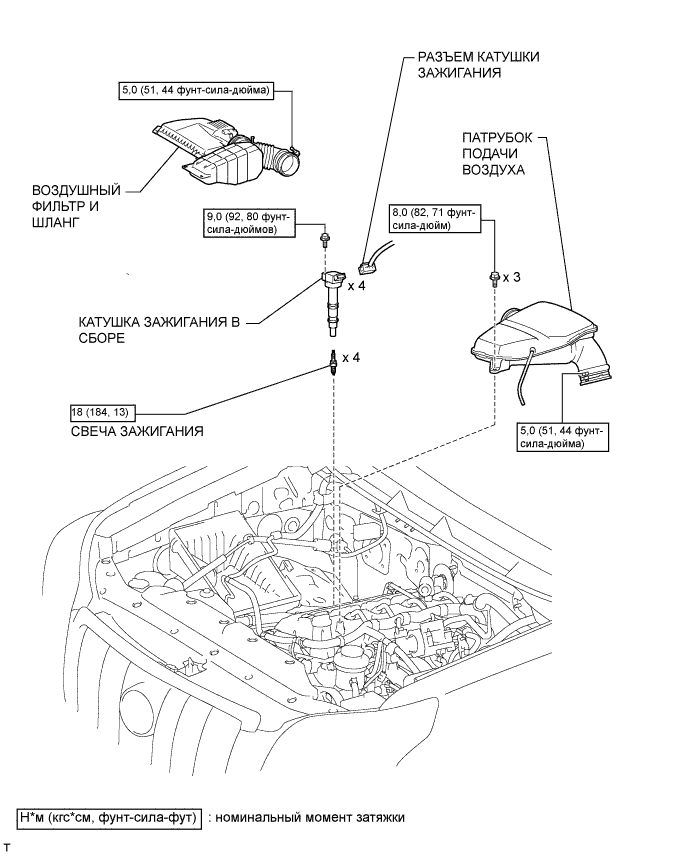 РАЗЪЕМ КАТУШКИ
ЗАЖИГАНИЯ
5,0 (51, 44 фунт-сила-дюйма)
ПАТРУБОК
ПОДАЧИ
ВОЗДУХА
ВОЗДУШНЫЙ
ФИЛЬТР И
ШЛАНГ
9,0 (92, 80 фунт-
сила-дюймов)
8,0 (82, 71 фунт-
сила-дюйм)
x 3
x 4
КАТУШКА ЗАЖИГАНИЯ В
СБОРЕ
x 4
18 (184, 13)
СВЕЧА ЗАЖИГАНИЯ
5,0 (51, 44 фунт-
сила-дюйма)
Н*м (кгс*см, фунт-сила-фут) : номинальный момент затяжки
T